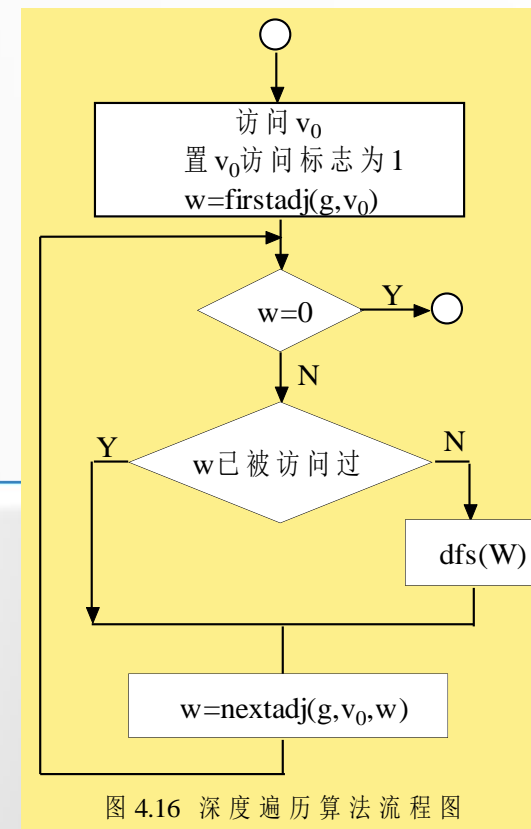 访问v₀
置v₀访问标志为1
w=firstadj(g,v₀)
w=0
Y
N
w已被访问过
Y
N
dfs(W)
w=nextadj(g,v₀,w)
图 4.16 深度遍历算法流程图